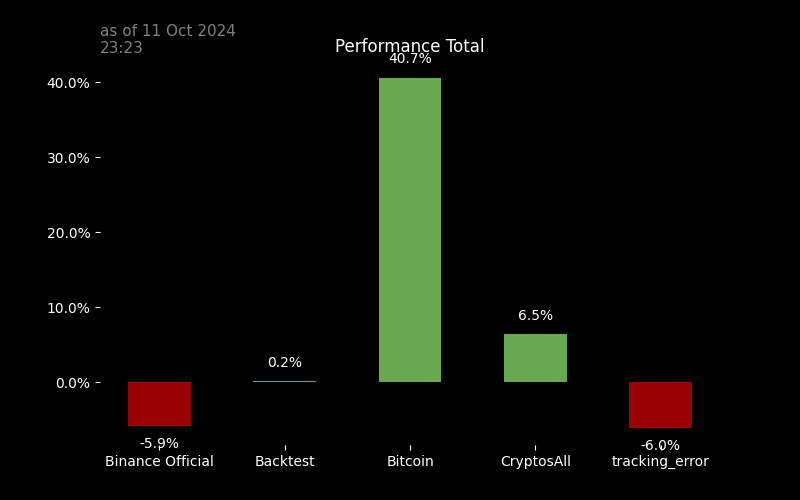 as of 11 Oct 2024
23:23
Performance Total
40.7%
40.0%
30.0%
20.0%
10.0%
0.0%
6.5%
0.2%
-5.9%
-6.0%
Binance Official
Backtest
Bitcoin
CryptosAll
tracking_error